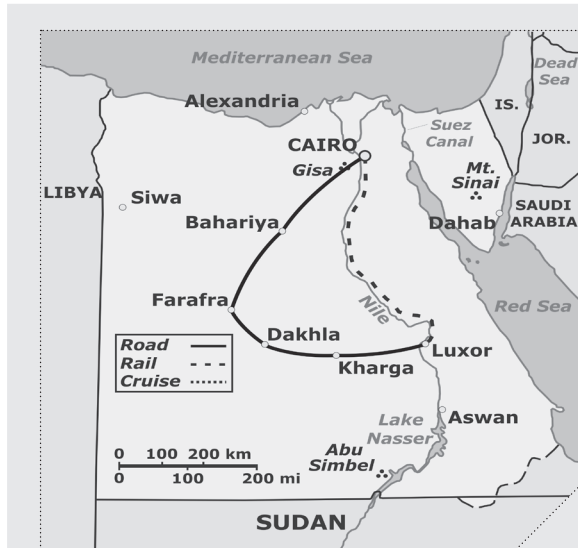 Mediterranean Sea
Dead
Sea
Alexandria
IS.
Suez
Canal
CAIRO
JOR.
Gisa
Mt.
Sinai
LIBYA
Siwa
SAUDI
ARABIA
Bahariya
Dahab
Farafra
Nile
Red Sea
Road
Rail
Cruise
Dakhla
Luxor
Kharga
Lake
Nasser
Aswan
Abu
Simbel
0 100 200 km
0 100 200 mi
SUDAN